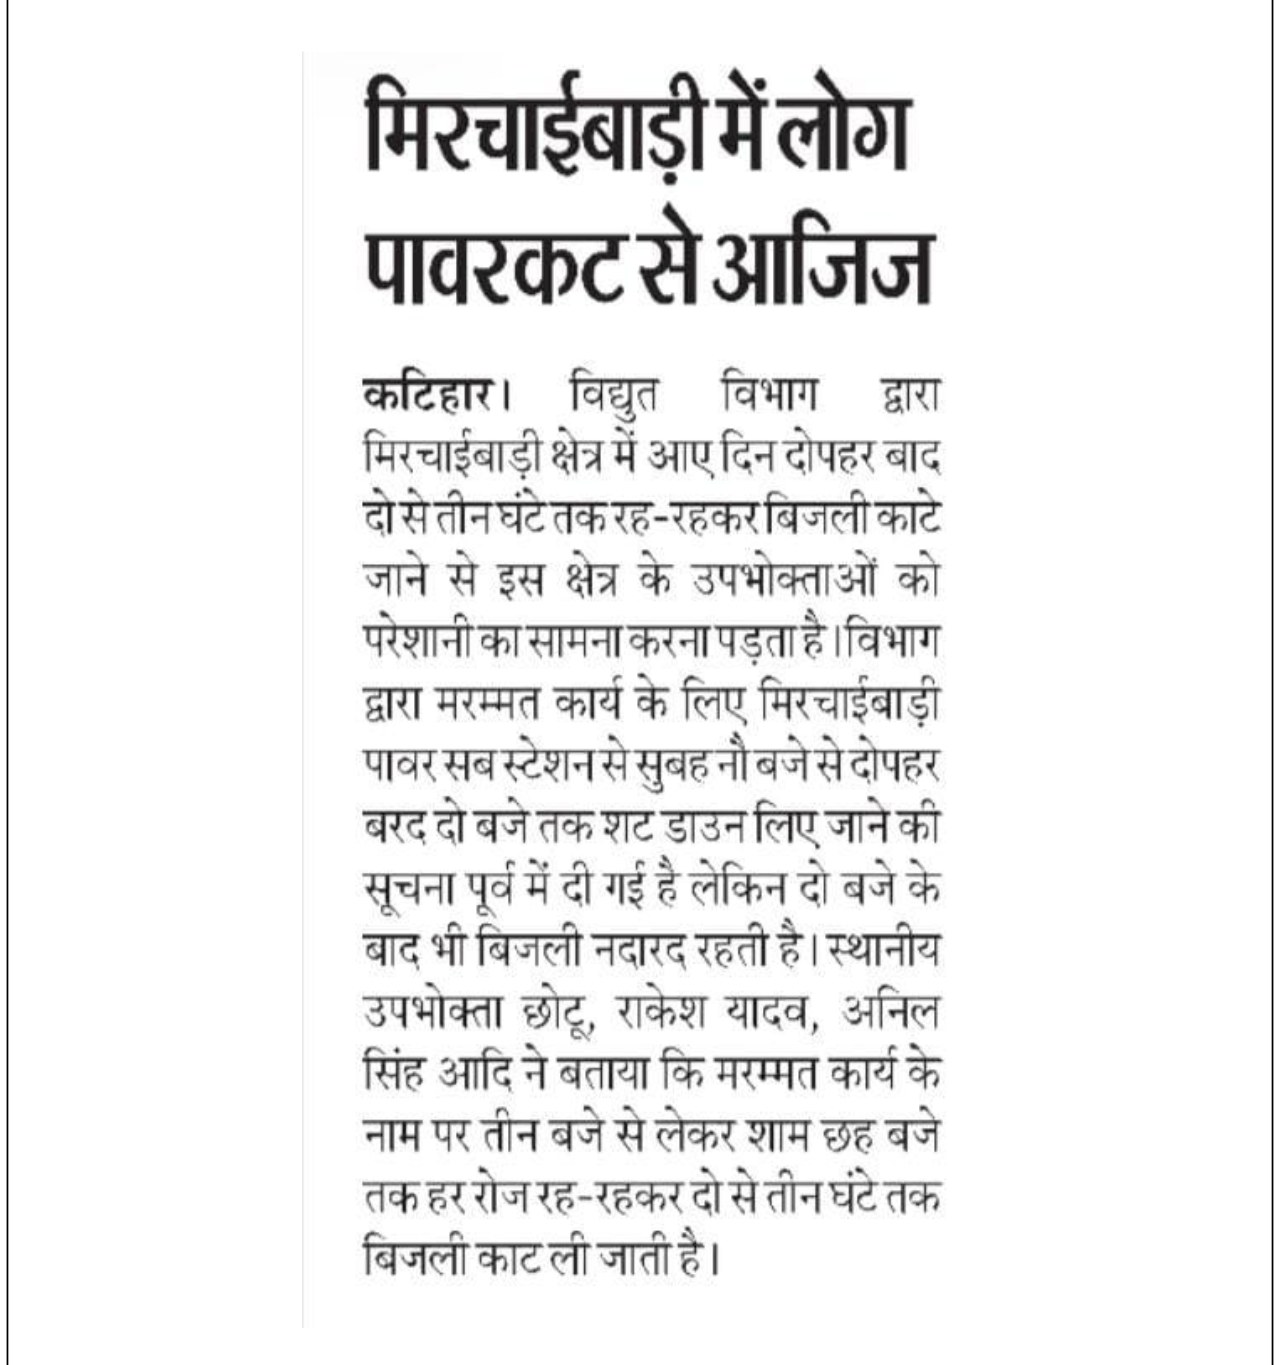 मिरचाईबाड़ी में लोग
पावरकट से आजिज
कटिहार। विद्युत विभाग द्वारा
मिरचाईबाड़ी क्षेत्र में आए दिन दोपहर बाद
दो से तीन घंटे तक रह-रहकर बिजली काटे
जाने से इस क्षेत्र के उपभोक्ताओं को
परेशानी का सामना करना पड़ता है। विभाग
द्वारा मरम्मत कार्य के लिए मिरचाईबाड़ी
पावर सब स्टेशन से सुबह नौ बजे से दोपहर
बरद दो बजे तक शट डाउन लिए जाने की
सूचना पूर्व में दी गई है लेकिन दो बजे के
बाद भी बिजली नदारद रहती है। स्थानीय
उपभोक्ता छोटू, राकेश यादव, अनिल
सिंह आदि ने बताया कि मरम्मत कार्य के
नाम पर तीन बजे से लेकर शाम छह बजे
तक हर रोज रह-रहकर दो से तीन घंटे तक
बिजली काट ली जाती है।